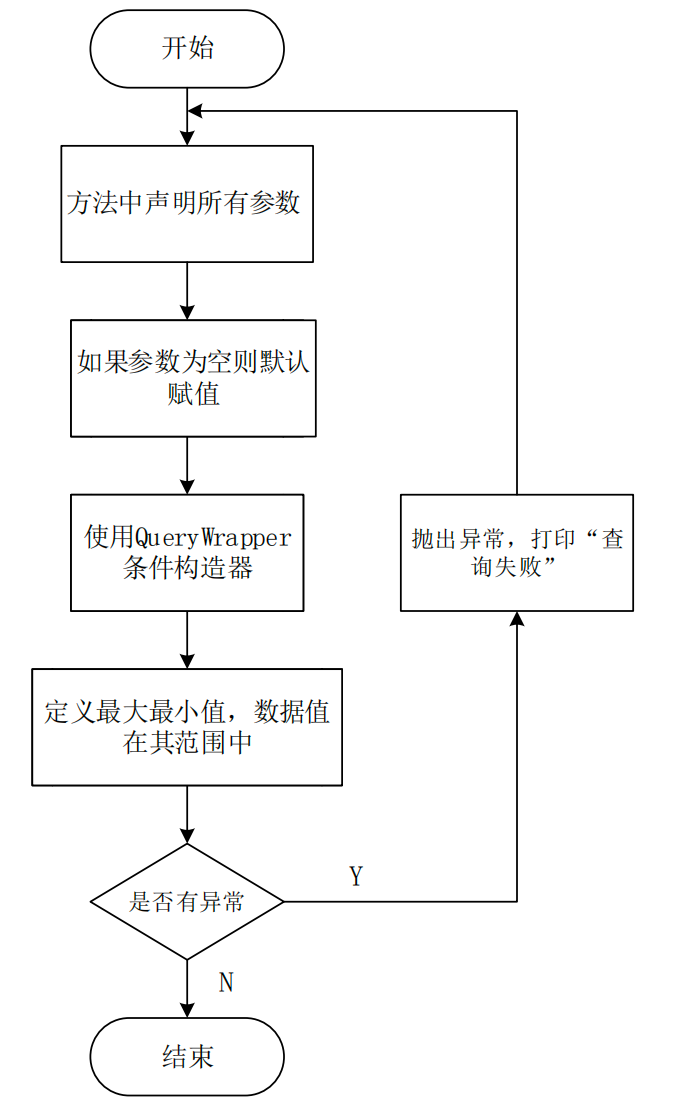 开始
方法中声明所有参数
如果参数为空则默认
赋值
使用QueryWrapper
条件构造器
抛出异常，打印“查
询失败”
定义最大最小值，数据值
在其范围中
是否有异常
Y
N
结束